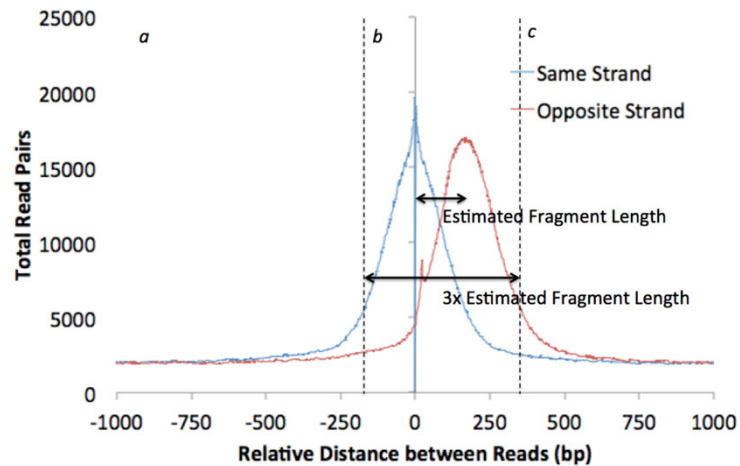 25000
a
b
c
Same Strand
Opposite Strand
20000
15000
10000
5000
0
Total Read Pairs
Estimated Fragment Length
3x Estimated Fragment Length
-1000 -750 -500 -250 0 250 500 750 1000
Relative Distance between Reads (bp)